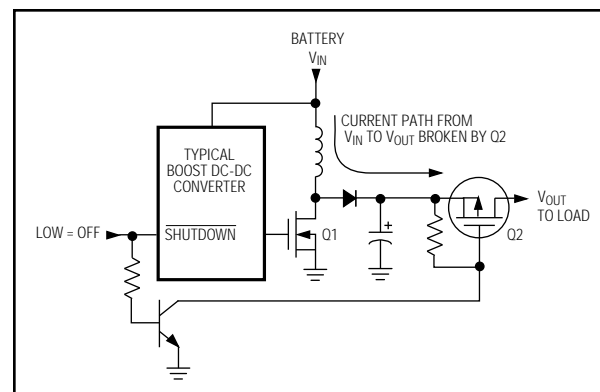 BATTERY
VIN
CURRENT PATH FROM
VIN TO VOUT BROKEN BY Q2
TYPICAL
BOOST DC-DC
CONVERTER
VOUT
TO LOAD
LOW = OFF
SHUTDOWN
Q1
Q2
+